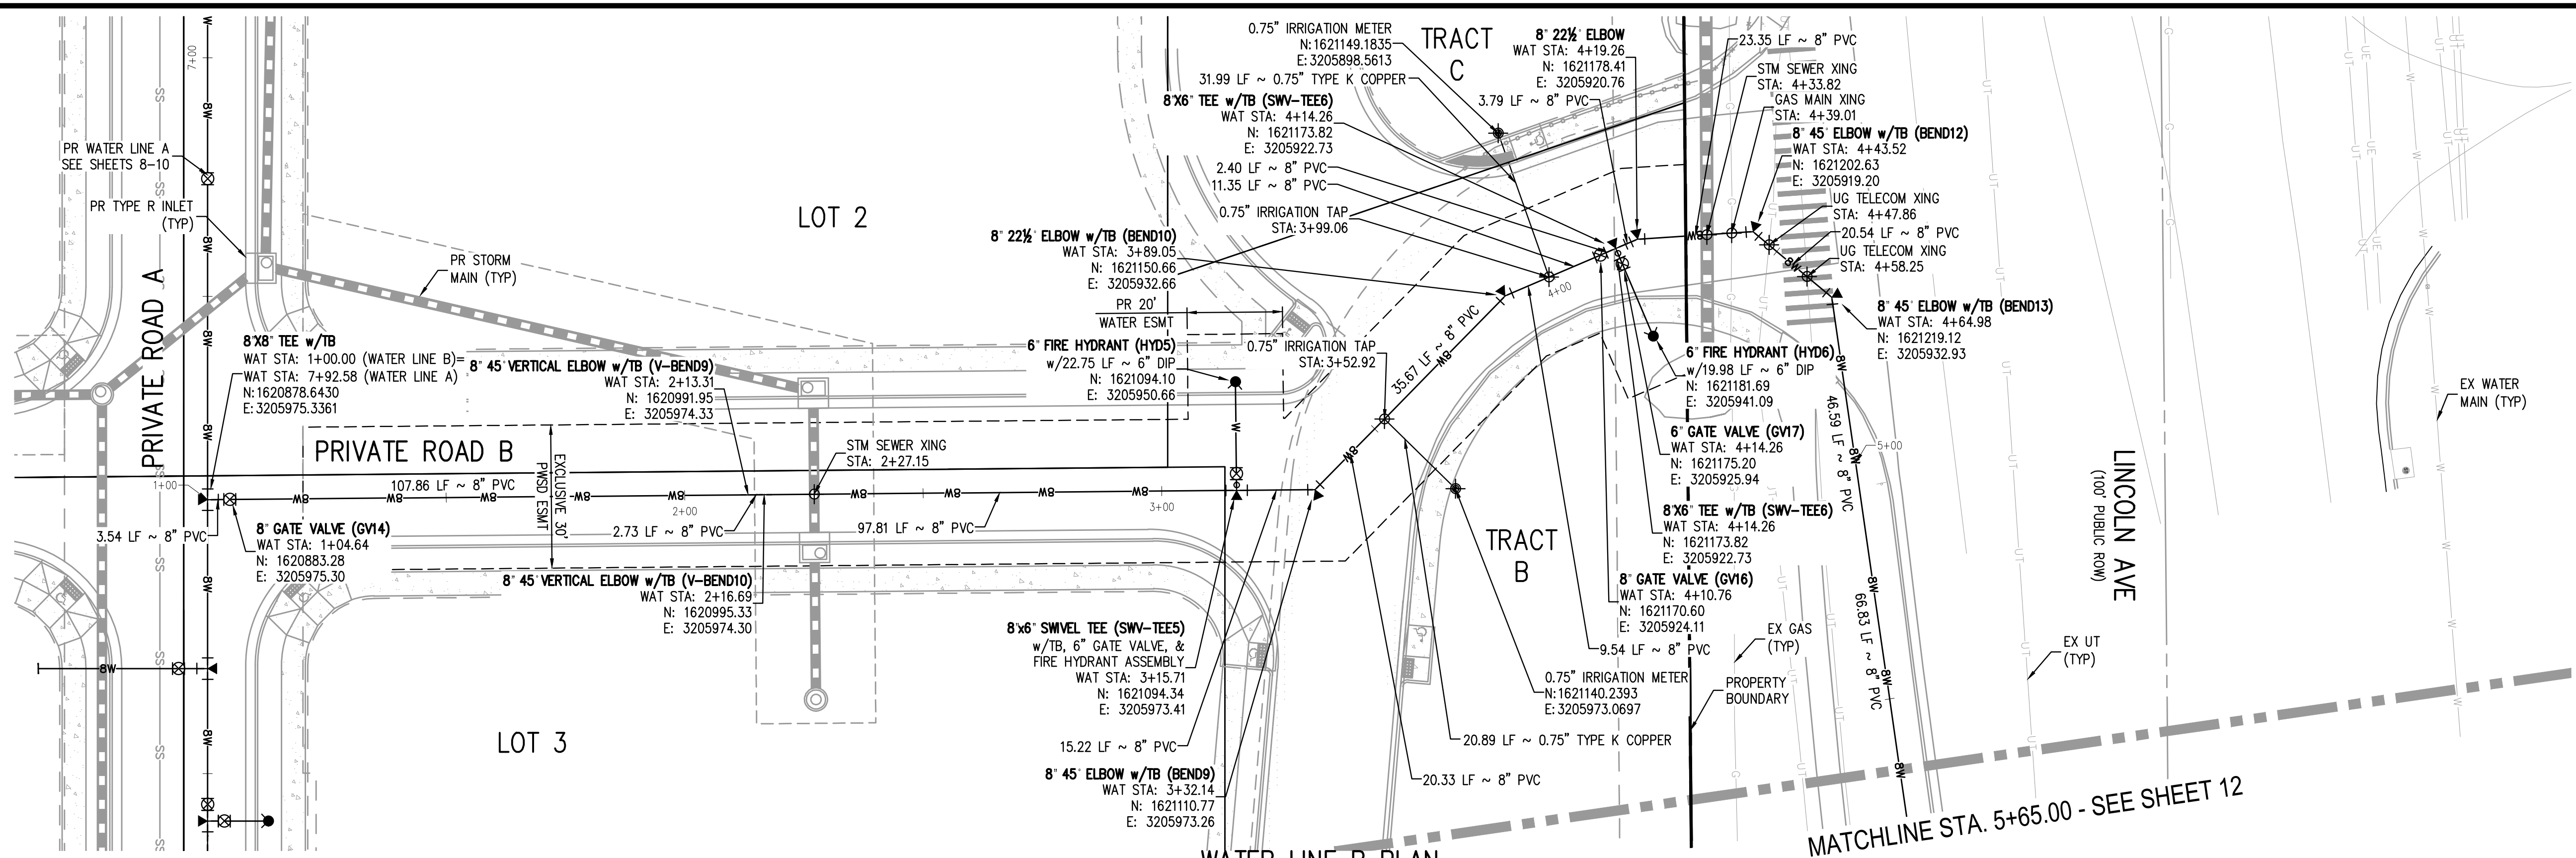 7+00
PR WATER LINE A
SEE SHEETS 8-10
PR TYPE R INLET
(TYP)
PRIVATE ROAD A
8"X8" TEE w/TB
WAT STA: 1+00.00 (WATER LINE B)=
WAT STA: 7+92.58 (WATER LINE A)
N:1620878.6430
E:3205975.3361
PR STORM
MAIN (TYP)
LOT 2
PRIVATE ROAD B
1+00
107.86 LF ~ 8" PVC
3.54 LF ~ 8" PVC
8" GATE VALVE (GV14)
WAT STA: 1+04.64
N: 1620883.28
E: 3205975.30
EXCLUSIVE 30'
PWSD ESMT
8" 45° VERTICAL ELBOW w/TB (V-BEND9)
WAT STA: 2+13.31
N: 1620991.95
E: 3205974.33
STM SEWER XING
STA: 2+27.15
2+00
2.73 LF ~ 8" PVC
97.81 LF ~ 8" PVC
3+00
8" 45° VERTICAL ELBOW w/TB (V-BEND10)
WAT STA: 2+16.69
N: 1620995.33
E: 3205974.30
LOT 3
0.75" IRRIGATION METER
N:1621149.1835
E:3205898.5613
31.99 LF ~ 0.75" TYPE K COPPER
8"X6" TEE w/TB (SWV-TEE6)
WAT STA: 4+14.26
N: 1621173.82
E: 3205922.73
2.40 LF ~ 8" PVC
11.35 LF ~ 8" PVC
0.75" IRRIGATION TAP
STA:3+99.06
8" 22½° ELBOW w/TB (BEND10)
WAT STA: 3+89.05
N: 1621150.66
E: 3205932.66
PR 20'
WATER ESMT
6" FIRE HYDRANT (HYD5)
w/22.75 LF ~ 6" DIP
N: 1621094.10
E: 3205950.66
0.75" IRRIGATION TAP
STA:3+52.92
35.67 LF ~ 8" PVC
4+00
TRACT
C
8" 22½° ELBOW
WAT STA: 4+19.26
N: 1621178.41
E: 3205920.76
3.79 LF ~ 8" PVC
23.35 LF ~ 8" PVC
STM SEWER XING
STA: 4+33.82
GAS MAIN XING
STA: 4+39.01
8" 45° ELBOW w/TB (BEND12)
WAT STA: 4+43.52
N: 1621202.63
E: 3205919.20
UG TELECOM XING
STA: 4+47.86
20.54 LF ~ 8" PVC
UG TELECOM XING
STA: 4+58.25
8" 45° ELBOW w/TB (BEND13)
WAT STA: 4+64.98
N: 1621219.12
E: 3205932.93
6" FIRE HYDRANT (HYD6)
w/19.98 LF ~ 6" DIP
N: 1621181.69
E: 3205941.09
6" GATE VALVE (GV17)
WAT STA: 4+14.26
N: 1621175.20
E: 3205925.94
8"X6" TEE w/TB (SWV-TEE6)
WAT STA: 4+14.26
N: 1621173.82
E: 3205922.73
8" GATE VALVE (GV16)
WAT STA: 4+10.76
N: 1621170.60
E: 3205924.11
9.54 LF ~ 8" PVC
TRACT
B
0.75" IRRIGATION METER
N:1621140.2393
E:3205973.0697
20.89 LF ~ 0.75" TYPE K COPPER
20.33 LF ~ 8" PVC
8"x6" SWIVEL TEE (SWV-TEE5)
w/TB, 6" GATE VALVE, &
FIRE HYDRANT ASSEMBLY
WAT STA: 3+15.71
N: 1621094.34
E: 3205973.41
15.22 LF ~ 8" PVC
8" 45° ELBOW w/TB (BEND9)
WAT STA: 3+32.14
N: 1621110.77
E: 3205973.26
46.59 LF ~ 8" PVC
5+00
66.83 LF ~ 8" PVC
EX GAS
(TYP)
PROPERTY
BOUNDARY
EX UT
(TYP)
LINCOLN AVE
(100' PUBLIC ROW)
EX WATER
MAIN (TYP)
MATCHLINE STA. 5+65.00 - SEE SHEET 12
WATER LINE B PLAN